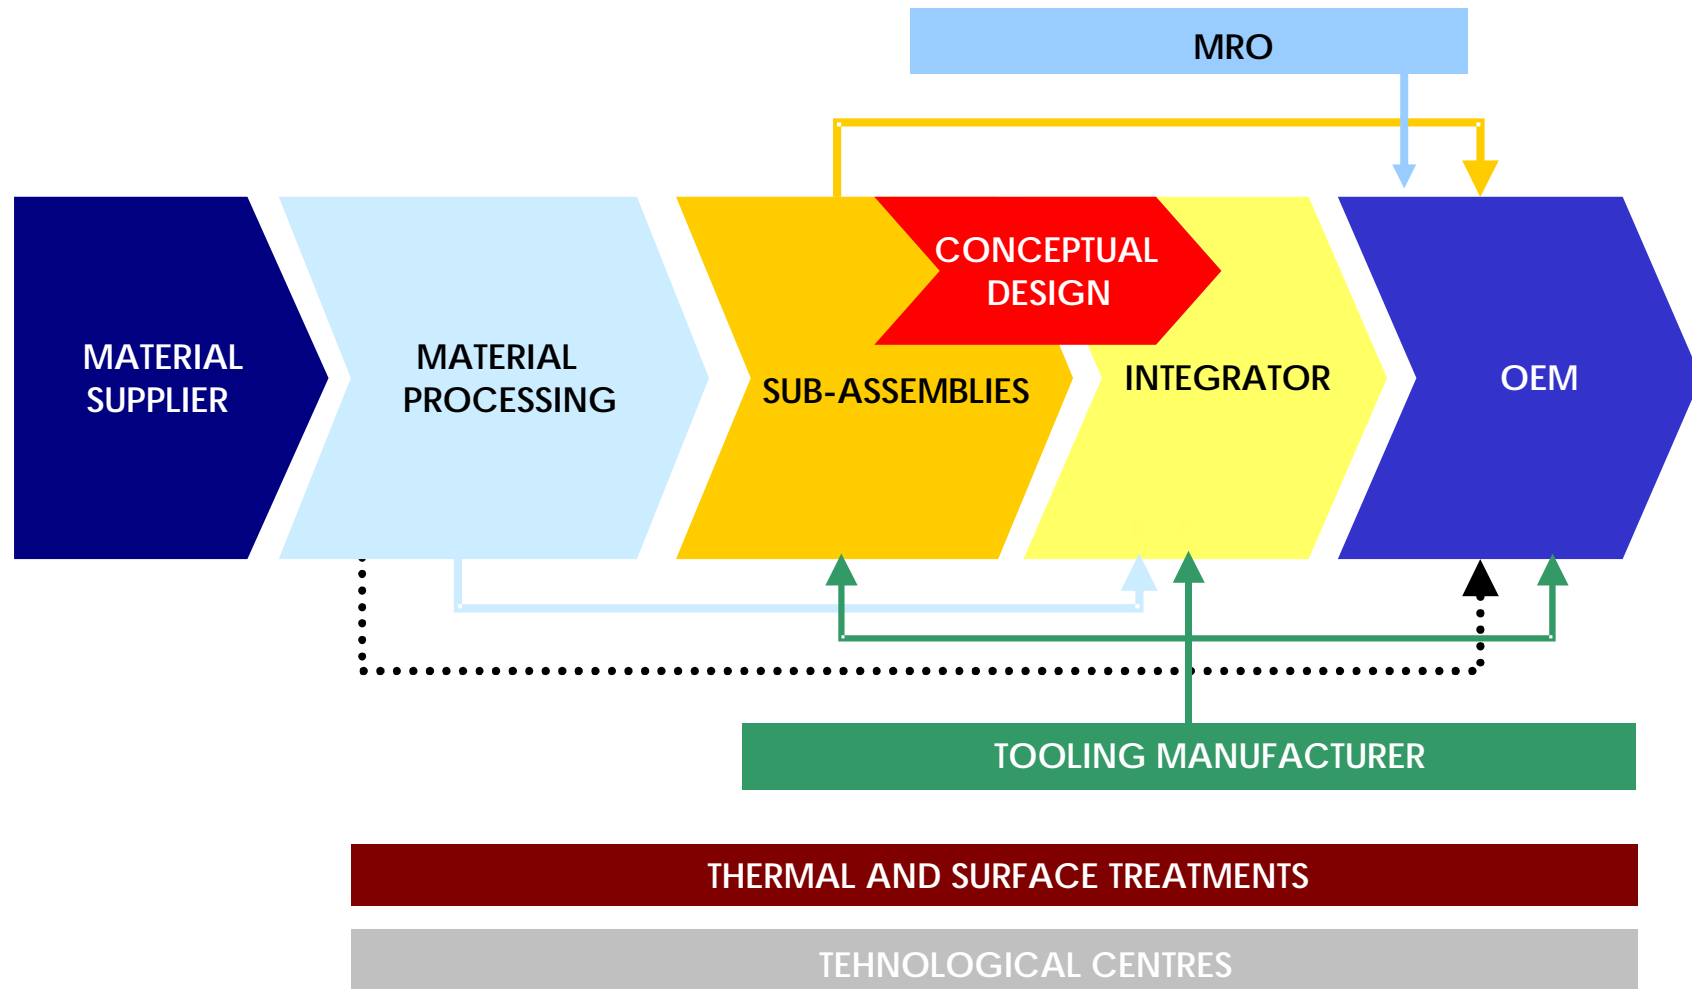 MRO
CONCEPTUAL
DESIGN
MATERIAL
SUPPLIER
MATERIAL
PROCESSING
SUB-ASSEMBLIES
INTEGRATOR
OEM
TOOLING MANUFACTURER
THERMAL AND SURFACE TREATMENTS
TEHNOLOGICAL CENTRES